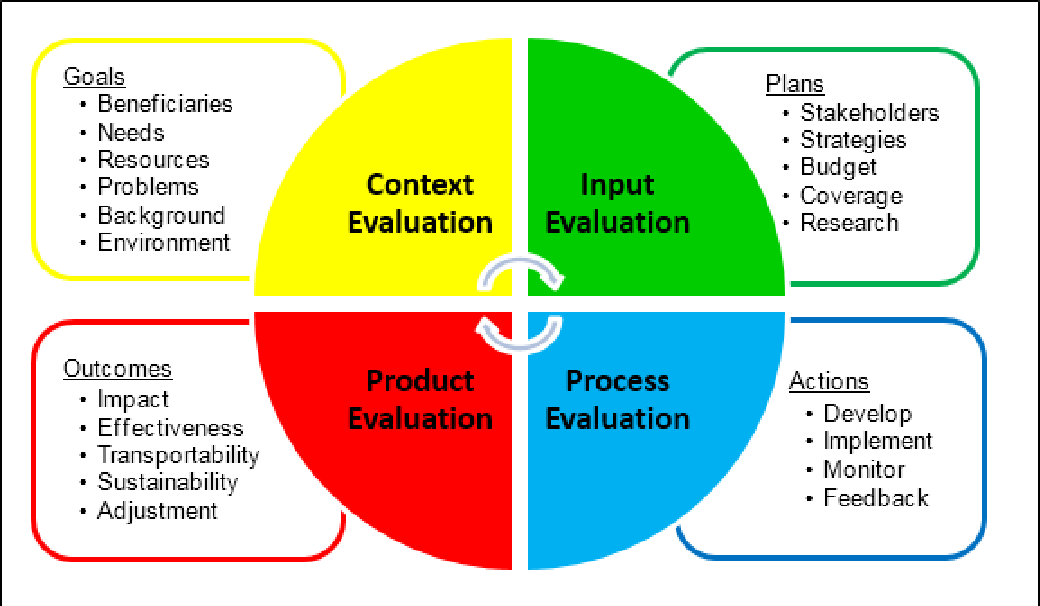 Goals
• Beneficiaries
• Needs
• Resources
• Problems
• Background
• Environment
Context
Evaluation
Input
Evaluation
Plans
• Stakeholders
• Strategies
• Budget
• Coverage
• Research
Outcomes
• Impact
• Effectiveness
• Transportability
• Sustainability
• Adjustment
Product
Evaluation
Process
Evaluation
Actions
• Develop
• Implement
• Monitor
• Feedback